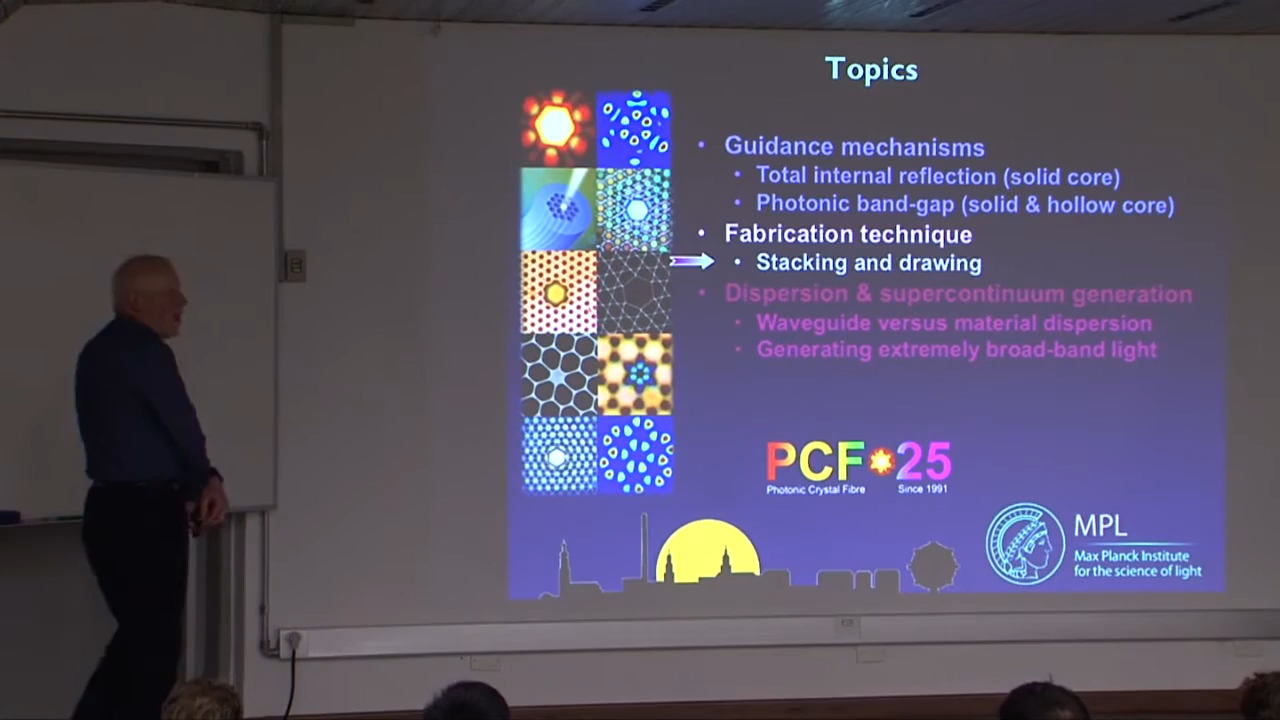 Topics
• Guidance mechanisms
• Total internal reflection (solid core)
• Photonic band-gap (solid & hollow core)
• Fabrication technique
• Stacking and drawing
• Dispersion & supercontinuum generation
• Waveguide versus material dispersion
• Generating extremely broad-band light
PCF 25
Photonic Crystal Fibre Since 1991
MPL
Max Planck Institute
for the science of light